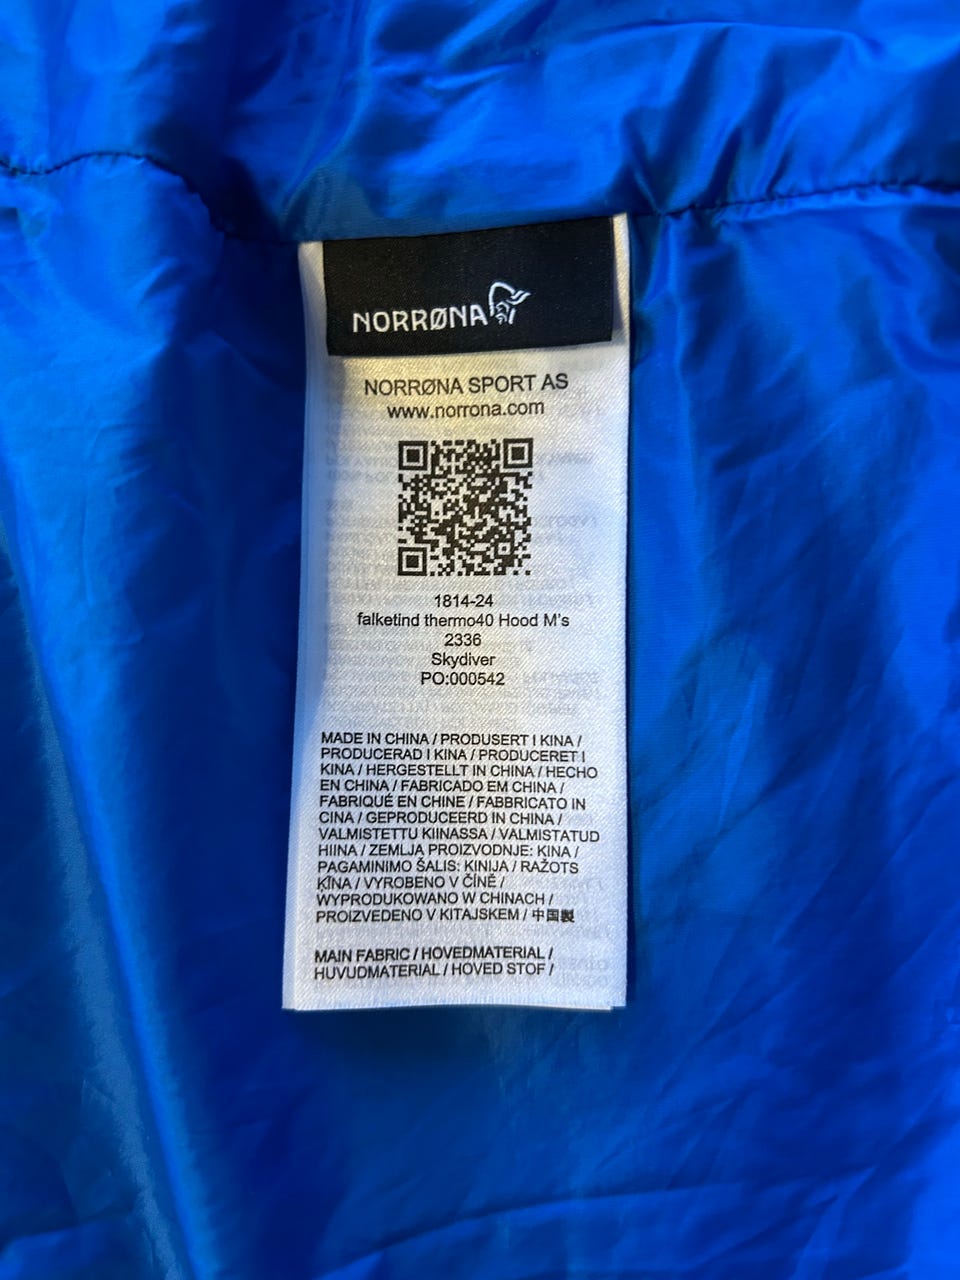 NORRØNA
NORRØNA SPORT AS
www.norrona.com
1814-24
falketind thermo40 Hood M's
2336
Skydiver
PO:000542
MADE IN CHINA / PRODUSERT I KINA /
PRODUCERAD I KINA / PRODUCERET I
KINA / HERGESTELLT IN CHINA / HECHO
EN CHINA / FABRICADO EM CHINA /
FABRIQUÉ EN CHINE / FABBRICATO IN
CINA / GEPRODUCEERD IN CHINA /
VALMISTETTU KIINASSA / VALMISTATUD
HIINA / ZEMLJA PROIZVODNJE: KINA /
PAGAMINIMO ŠALIS: KINIJA / RAŽOTS
ĶĪNA / VYROBENO V ČÍNĚ /
WYPRODUKOWANO W CHINACH /
PROIZVEDENO V KITAJSKEM / 中国製
MAIN FABRIC / HOVEDMATERIAL /
HUVUDMATERIAL / HOVED STOF /